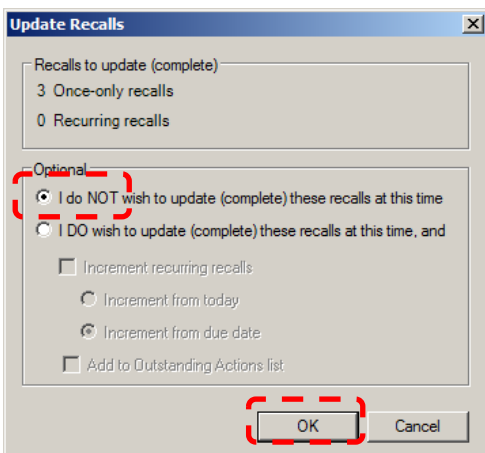 Update Recalls
Recalls to update (complete)
3 Once-only recalls
0 Recurring recalls
Optional
I do NOT wish to update (complete) these recalls at this time
I DO wish to update (complete) these recalls at this time, and
Increment recurring recalls
Increment from today
Increment from due date
Add to Outstanding Actions list
OK
Cancel